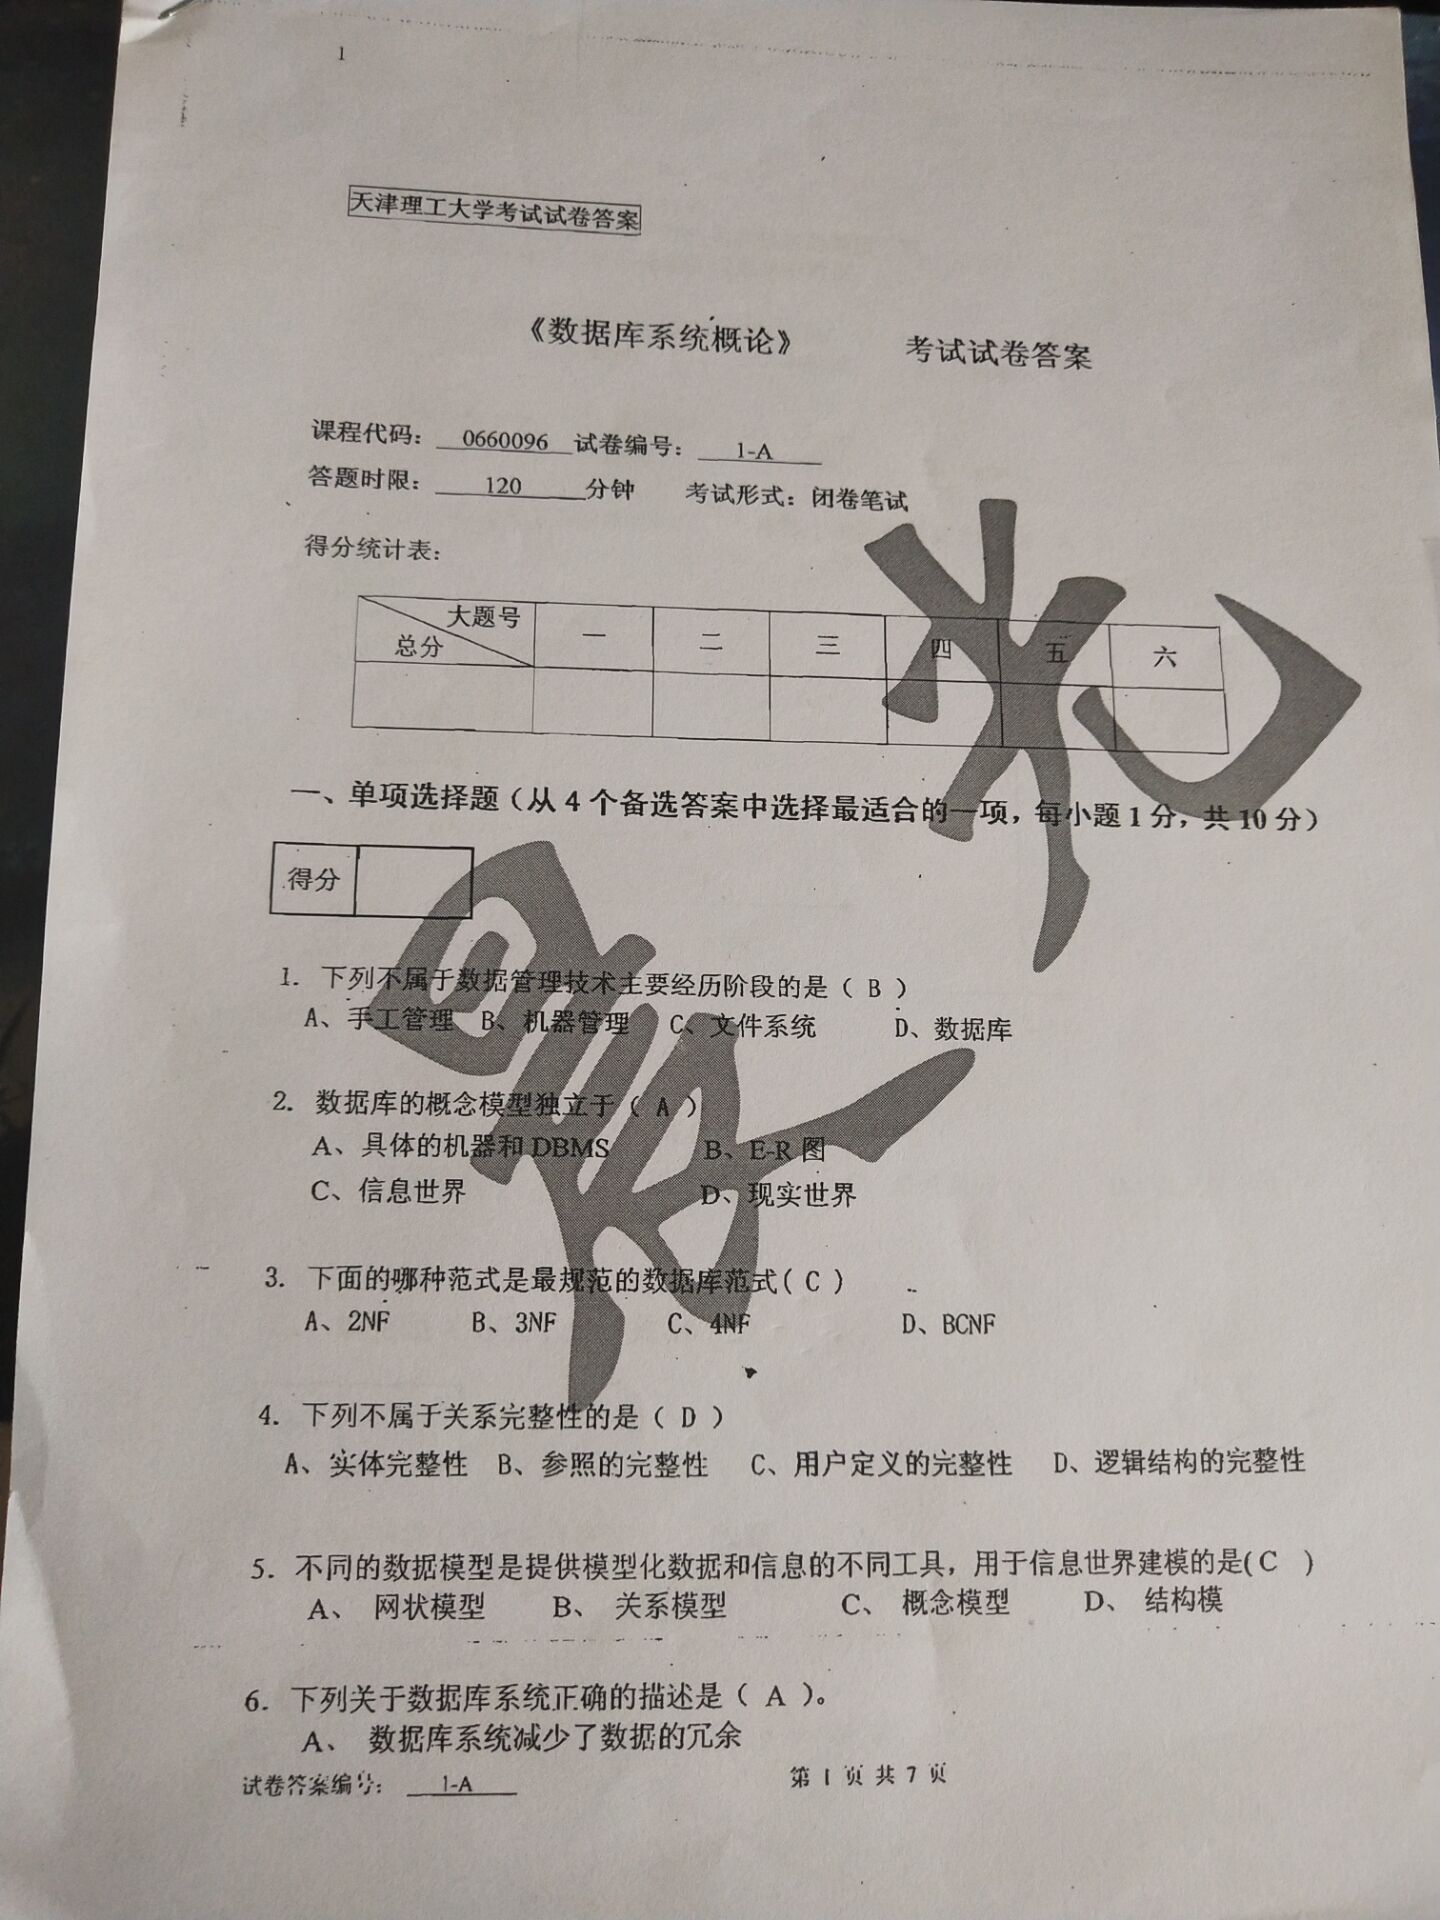 1
天津理工大学考试试卷答案
《数据库系统概论》 考试试卷答案
课程代码: 0660096 试卷编号: 1-A
答题时限: 120 分钟 考试形式:闭卷笔试
得分统计表:
大题号 一 二 三 四 五 六
总分
一、单项选择题(从 4 个备选答案中选择最适合的一项,每小题 1 分,共 10 分)
得分
1. 下列不属于数据管理技术主要经历阶段的是( B )
A、手工管理 B、机器管理 C、文件系统 D、数据库
2. 数据库的概念模型独立于( A )
A、具体的机器和 DBMS B、E-R 图
C、信息世界 D、现实世界
3. 下面的哪种范式是最规范的数据库范式( C )
A、2NF B、3NF C、4NF D、BCNF
4. 下列不属于关系完整性的是( D )
A、实体完整性 B、参照的完整性 C、用户定义的完整性 D、逻辑结构的完整性
5. 不同的数据模型是提供模型化数据和信息的不同工具,用于信息世界建模的是( C )
A、 网状模型 B、 关系模型 C、 概念模型 D、 结构模
6. 下列关于数据库系统正确的描述是( A )。
A、 数据库系统减少了数据的冗余
试卷答案编号: 1-A 第 1 页 共 7 页